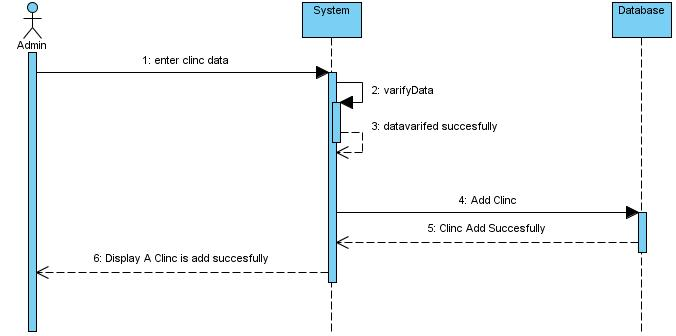 System
Database
Admin
1: enter clinc data
2: varifyData
3: datavarifed succesfully
4: Add Clinc
5: Clinc Add Succesfully
6: Display A Clinc is add succesfully